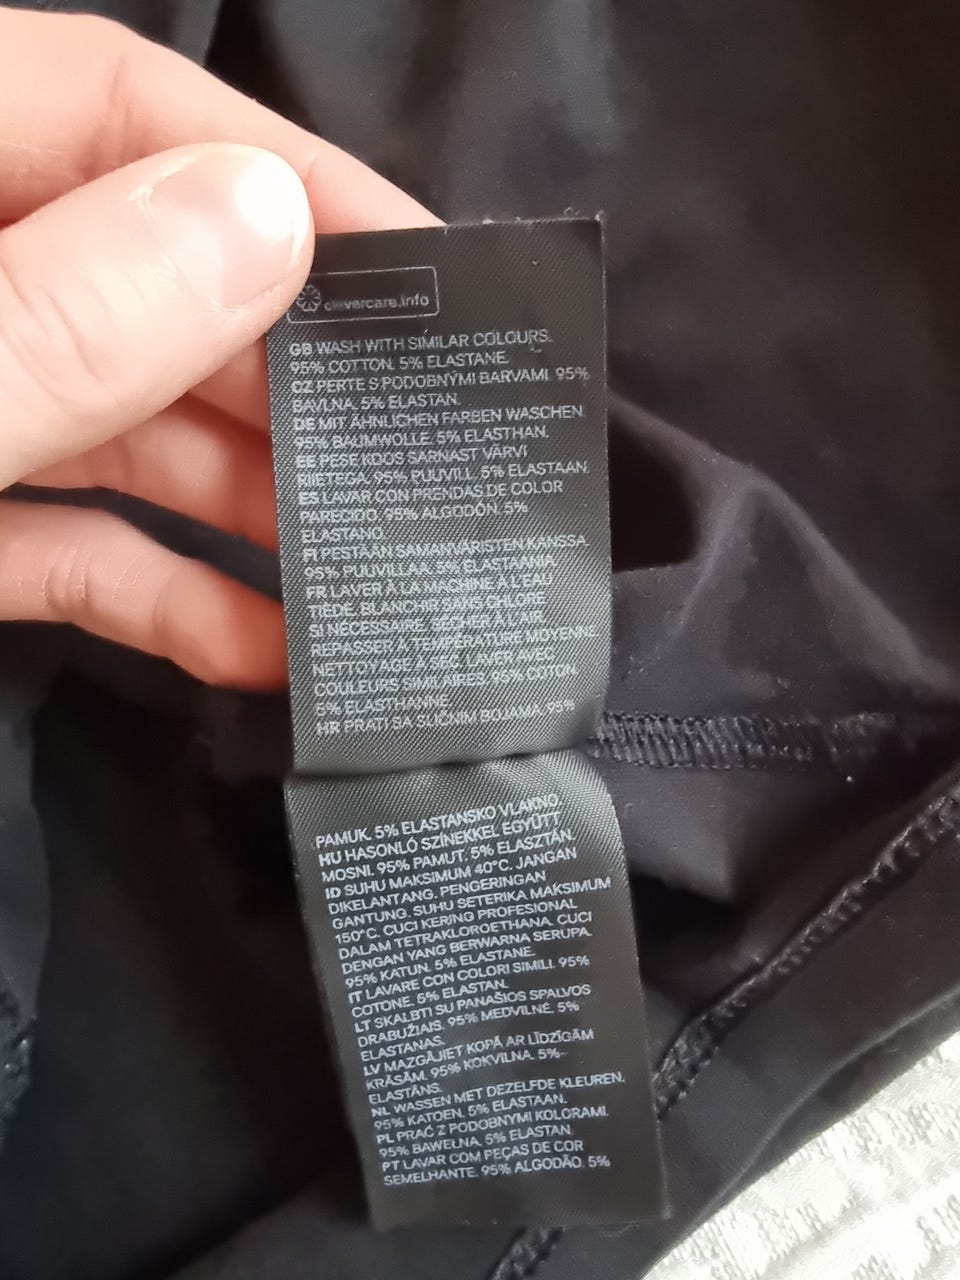 clevercare.info
GB WASH WITH SIMILAR COLOURS.
95% COTTON. 5% ELASTANE.
CZ PERTE S PODOBNÝMI BARVAMI. 95%
BAVLNA. 5% ELASTAN.
DE MIT ÄHNLICHEN FARBEN WASCHEN.
95% BAUMWOLLE. 5% ELASTHAN.
EE PESE KOOS SARNAST VÄRVI
RIIETEGA. 95% PUUVILL. 5% ELASTAAN.
ES LAVAR CON PRENDAS DE COLOR
PARECIDO. 95% ALGODÓN. 5%
ELASTANO.
FI PESTÄÄN SAMANVÄRISTEN KANSSA.
95% PUUVILLAA. 5% ELASTAANIA
FR LAVER À LA MACHINE À L'EAU
TIÈDE. BLANCHIR SANS CHLORE
SI NÉCESSAIRE. SÉCHER À L'AIR
REPASSER À TEMPÉRATURE MOYENNE
NETTOYAGE À SEC LAVER AVEC
COULEURS SIMILAIRES. 95% COTON.
5% ELASTHANNE
HR PRATI SA SLIČNIM BOJAMA. 95%
PAMUK. 5% ELASTANSKO VLAKNO.
HU HASONLÓ SZÍNEKKEL EGYÜTT
MOSNI. 95% PAMUT. 5% ELASZTÁN.
ID SUHU MAKSIMUM 40°C. JANGAN
DIKELANTANG. PENGERINGAN
GANTUNG. SUHU SETERIKA MAKSIMUM
150°C. CUCI KERING PROFESIONAL
DALAM TETRAKLOROETHANA. CUCI
DENGAN YANG BERWARNA SERUPA.
95% KATUN. 5% ELASTANE.
IT LAVARE CON COLORI SIMILI. 95%
COTONE. 5% ELASTAN.
LT SKALBTI SU PANAŠIOS SPALVOS
DRABUŽIAIS. 95% MEDVILNĖ. 5%
ELASTANAS.
LV MAZGĀJIET KOPĀ AR LĪDZĪGĀM
KRĀSĀM. 95% KOKVILNA. 5%
ELASTĀNS.
NL WASSEN MET DEZELFDE KLEUREN.
95% KATOEN. 5% ELASTAAN.
PL PRAĆ Z PODOBNYMI KOLORAMI.
95% BAWEŁNA. 5% ELASTAN
PT LAVAR COM PEÇAS DE COR
SEMELHANTE. 95% ALGODÃO. 5%